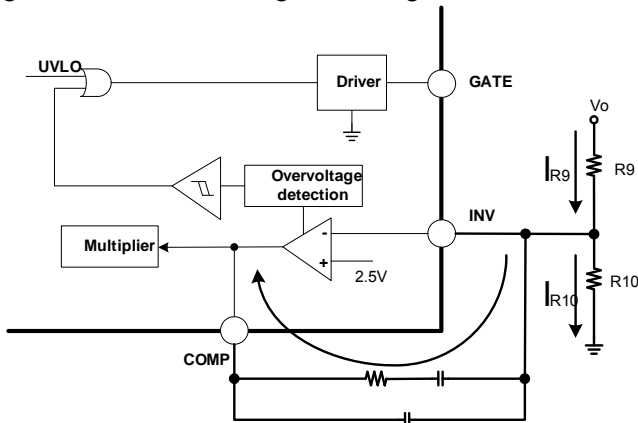 UVLO
Driver
GATE
Vo
IR9
R9
Overvoltage
detection
INV
Multiplier
-
+
2.5V
IR10
R10
COMP